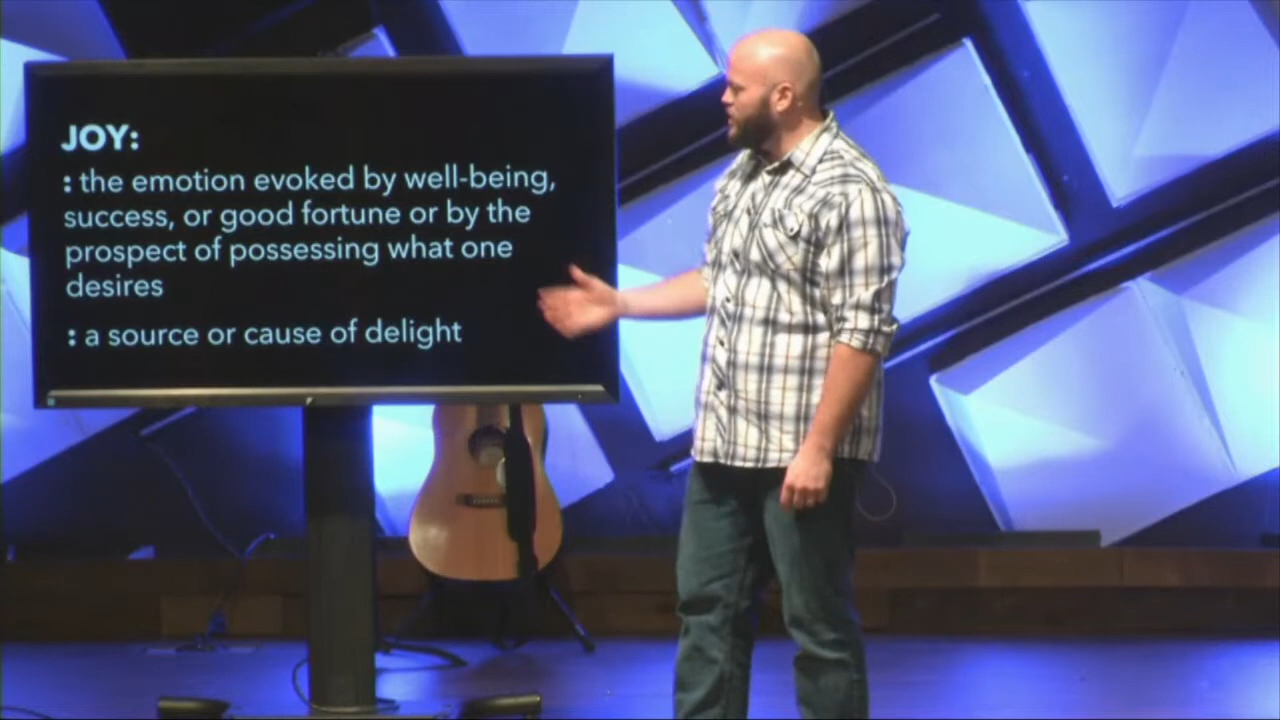 JOY:
: the emotion evoked by well-being,
success, or good fortune or by the
prospect of possessing what one
desires
: a source or cause of delight